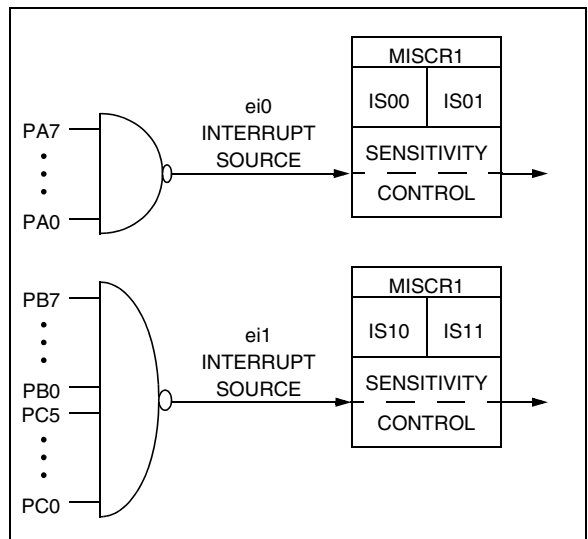 MISCR1
IS00 IS01
SENSITIVITY
CONTROL
ei0
INTERRUPT
SOURCE
PA7
PA0
MISCR1
IS10 IS11
SENSITIVITY
CONTROL
ei1
INTERRUPT
SOURCE
PB7
PB0
PC5
PC0